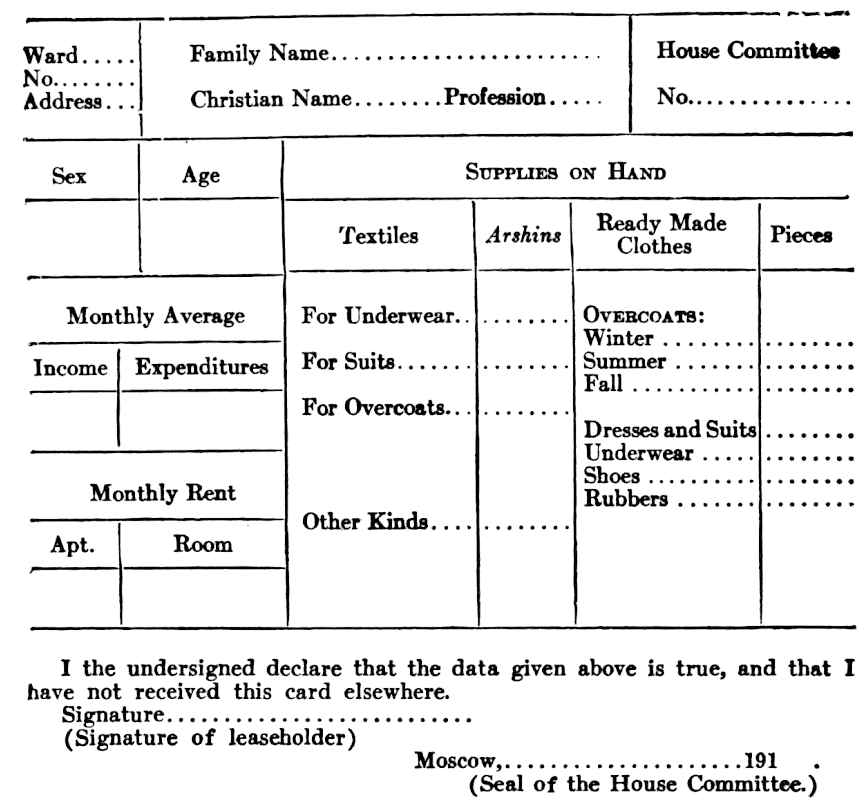 Ward.....
No........
Address...
Family Name..........................
Christian Name........Profession.....
House Committee
No................
Sex
Age
SUPPLIES ON HAND
Textiles
Arshins
Ready Made
Clothes
Pieces
Monthly Average
Income
Expenditures
Monthly Rent
Apt.
Room
For Underwear..
For Suits.......
For Overcoats...
Other Kinds....
OVERCOATS:
Winter .........
Summer ........
Fall ............
Dresses and Suits
Underwear .....
Shoes ..........
Rubbers .......
I the undersigned declare that the data given above is true, and that I
have not received this card elsewhere.
Signature............................
(Signature of leaseholder)
Moscow,......................191 .
(Seal of the House Committee.)